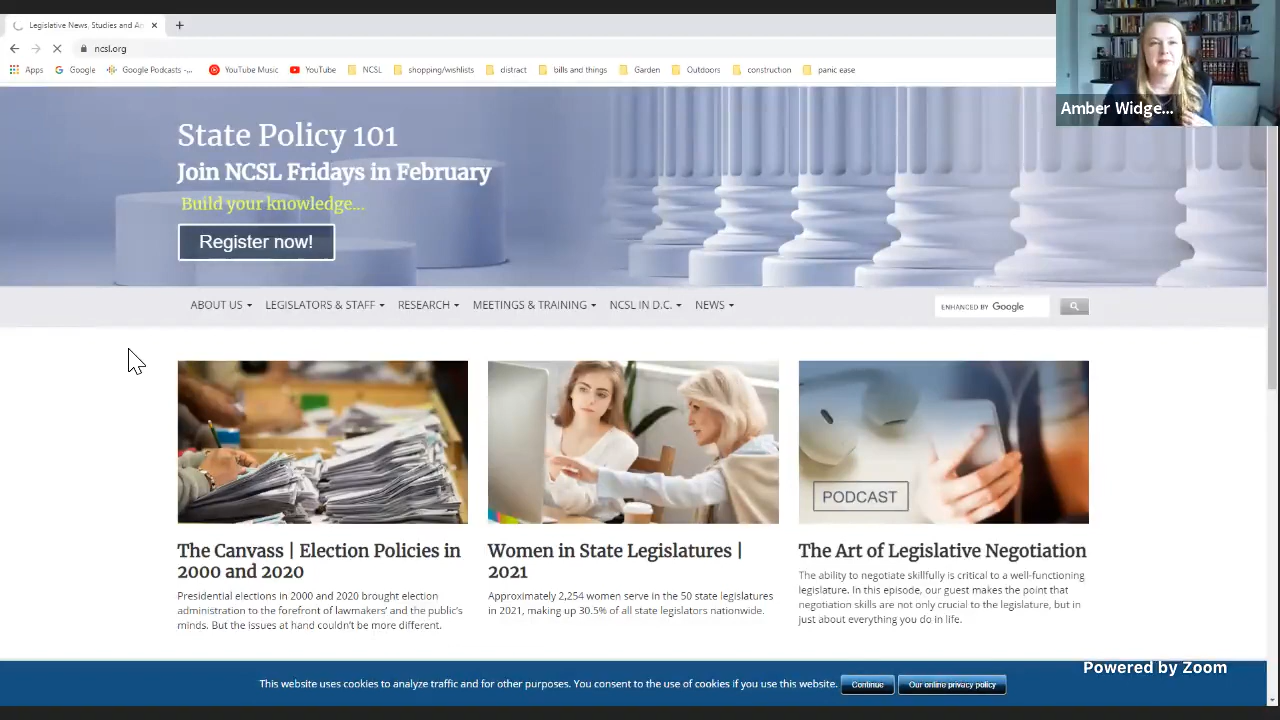 Legislative News, Studies and An
ncsl.org
Apps Google Google Podcasts -... YouTube Music YouTube NCSL shopping/wishlists district bills and things Garden Outdoors construction panic ease
Amber Widge...
State Policy 101
Join NCSL Fridays in February
Build your knowledge...
Register now!
ABOUT US LEGISLATORS & STAFF RESEARCH MEETINGS & TRAINING NCSL IN D.C. NEWS
ENHANCED BY Google
PODCAST
The Canvass | Election Policies in
2000 and 2020
Presidential elections in 2000 and 2020 brought election
administration to the forefront of lawmakers' and the public's
minds. But the issues at hand couldn't be more different.
Women in State Legislatures |
2021
Approximately 2,254 women serve in the 50 state legislatures
in 2021, making up 30.5% of all state legislators nationwide.
The Art of Legislative Negotiation
The ability to negotiate skillfully is critical to a well-functioning
legislature. In this episode, our guest makes the point that
negotiation skills are not only crucial to the legislature, but in
just about everything you do in life.
Powered by Zoom
This website uses cookies to analyze traffic and for other purposes. You consent to the use of cookies if you use this website. Continue Our online privacy policy